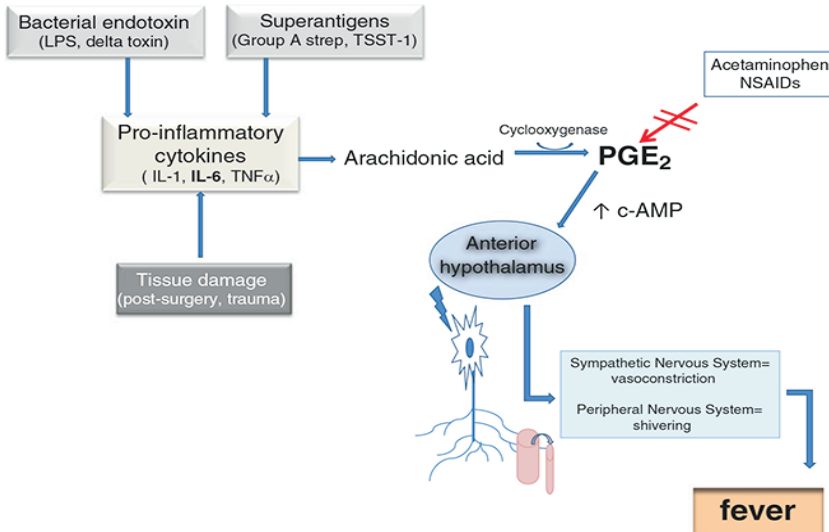 Bacterial endotoxin
(LPS, delta toxin)
Superantigens
(Group A strep, TSST-1)
Acetaminophen
NSAIDs
Pro-inflammatory
cytokines
( IL-1, IL-6, TNFα)
Arachidonic acid
Cyclooxygenase
PGE₂
↑ c-AMP
Anterior
hypothalamus
Tissue damage
(post-surgery, trauma)
Sympathetic Nervous System=
vasoconstriction
Peripheral Nervous System=
shivering
fever